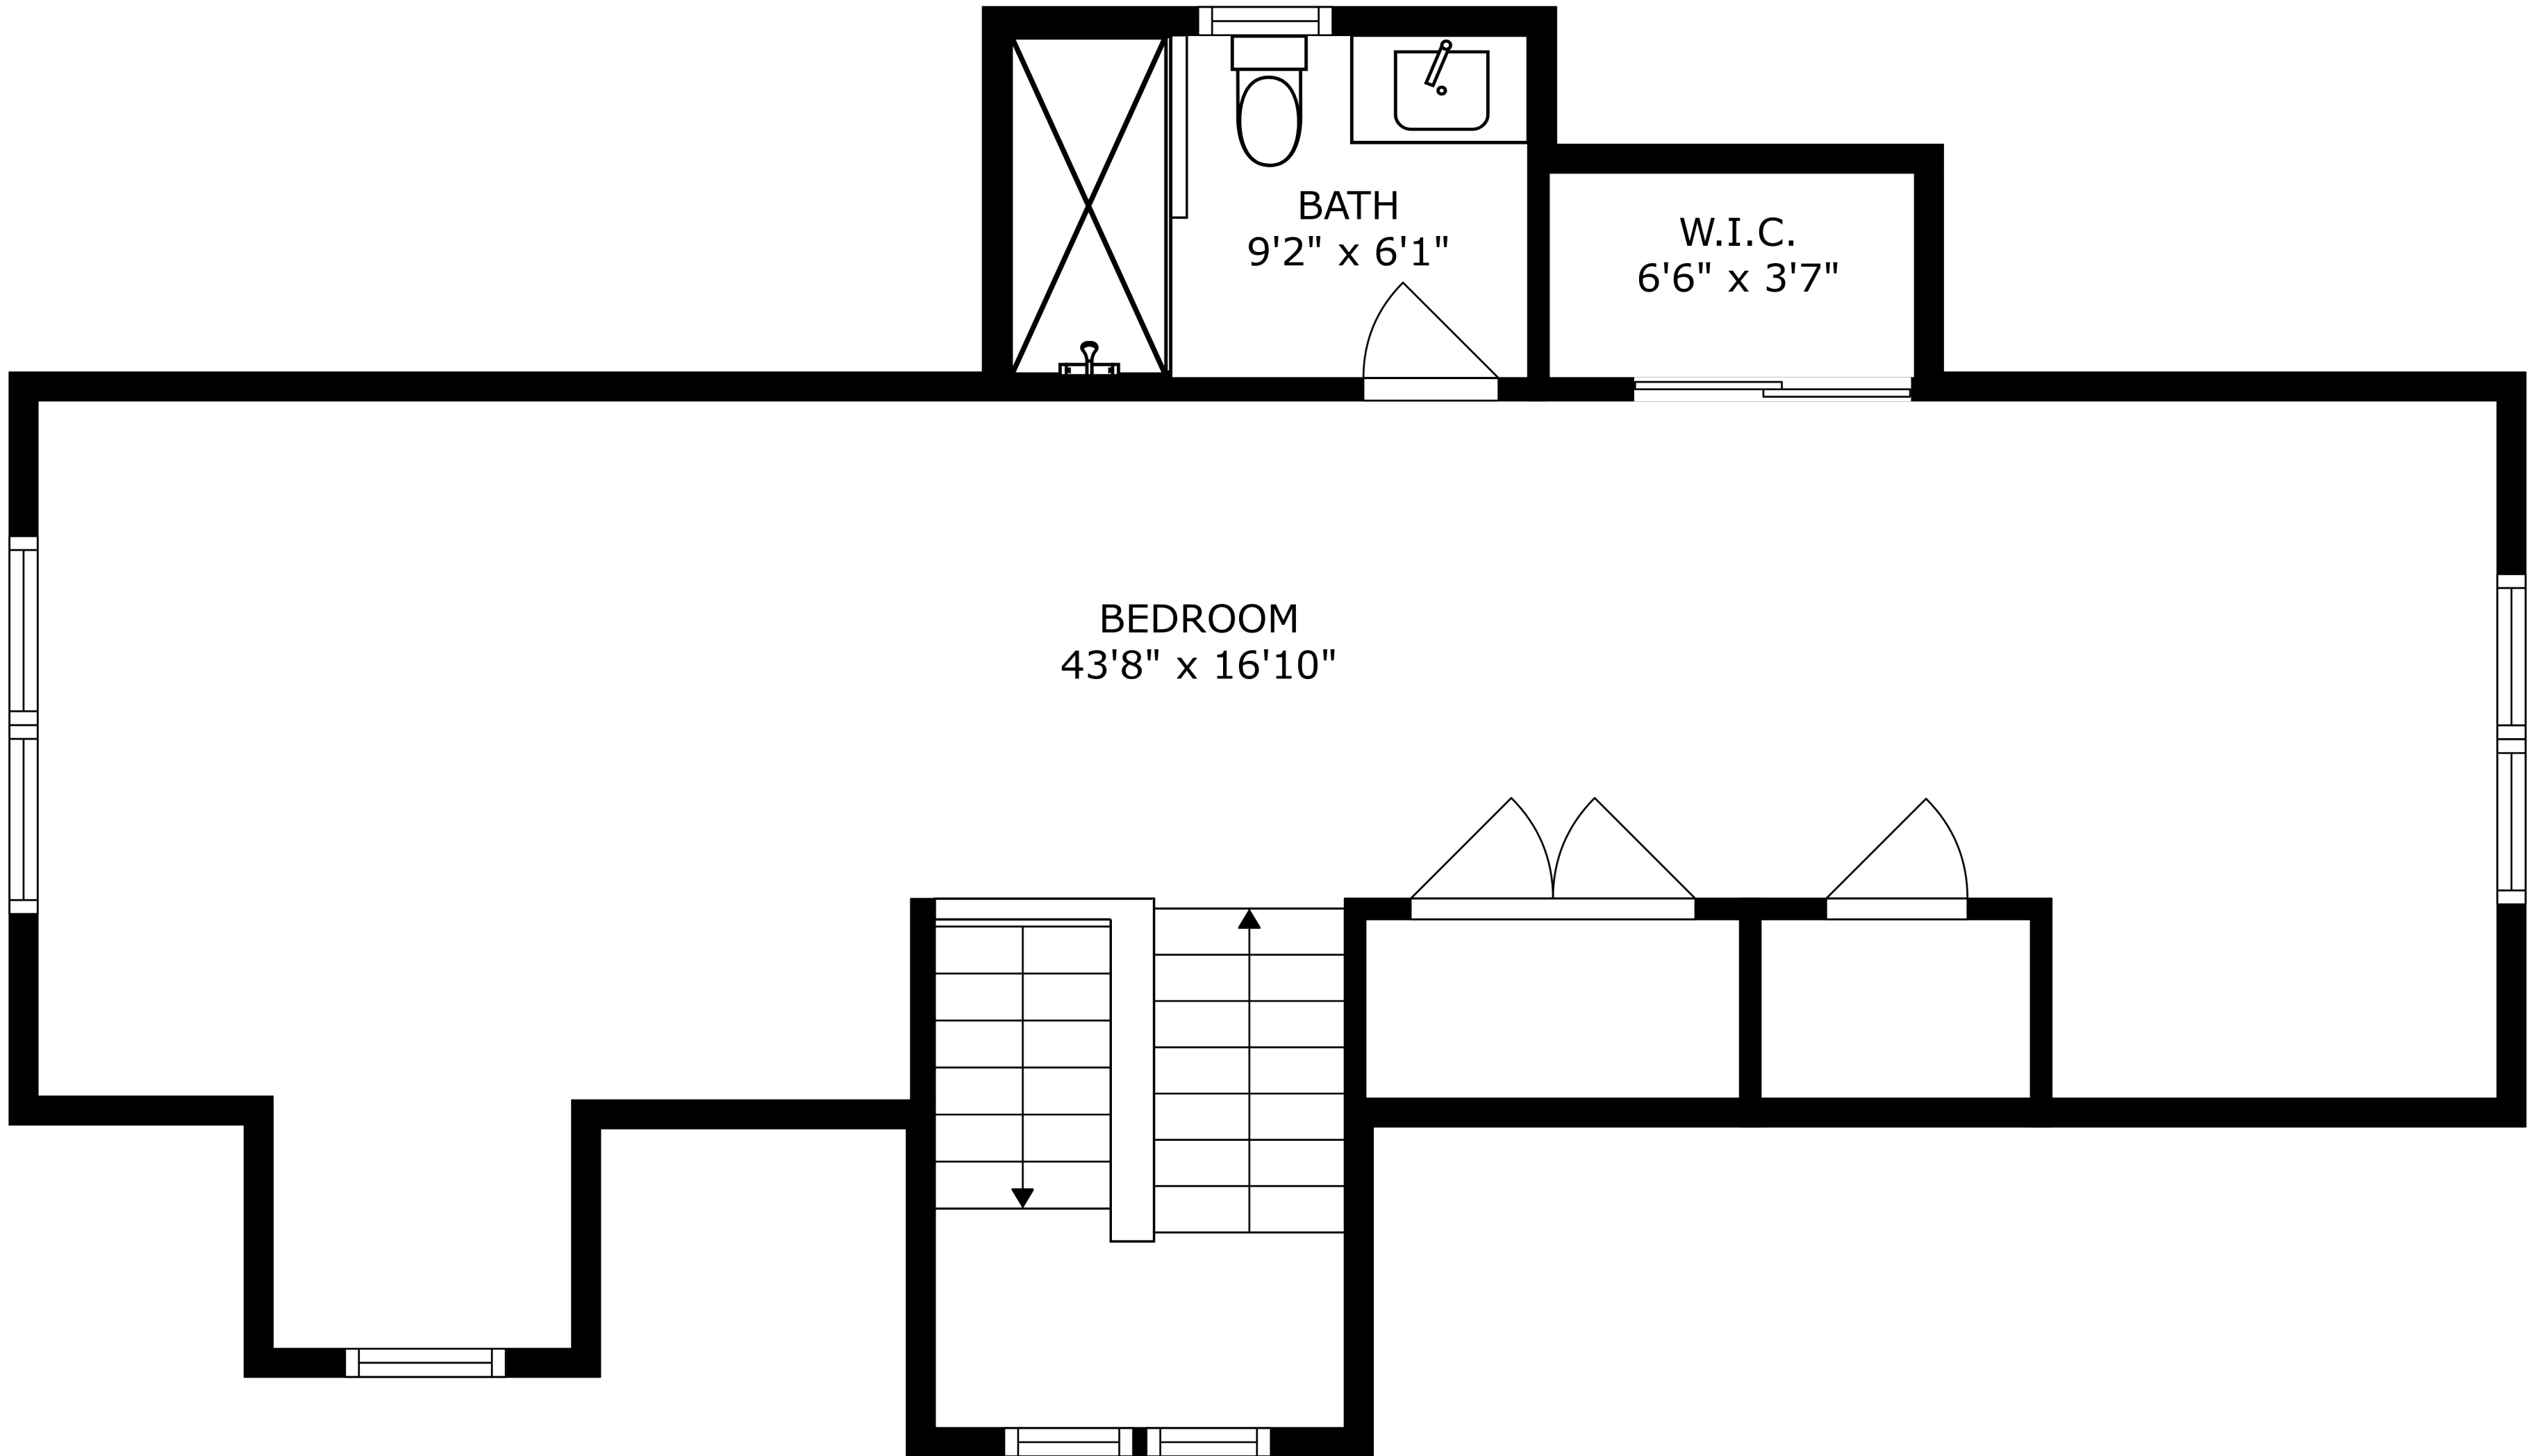 BATH
9'2" x 6'1"
W.I.C.
6'6" x 3'7"
BEDROOM
43'8" x 16'10"